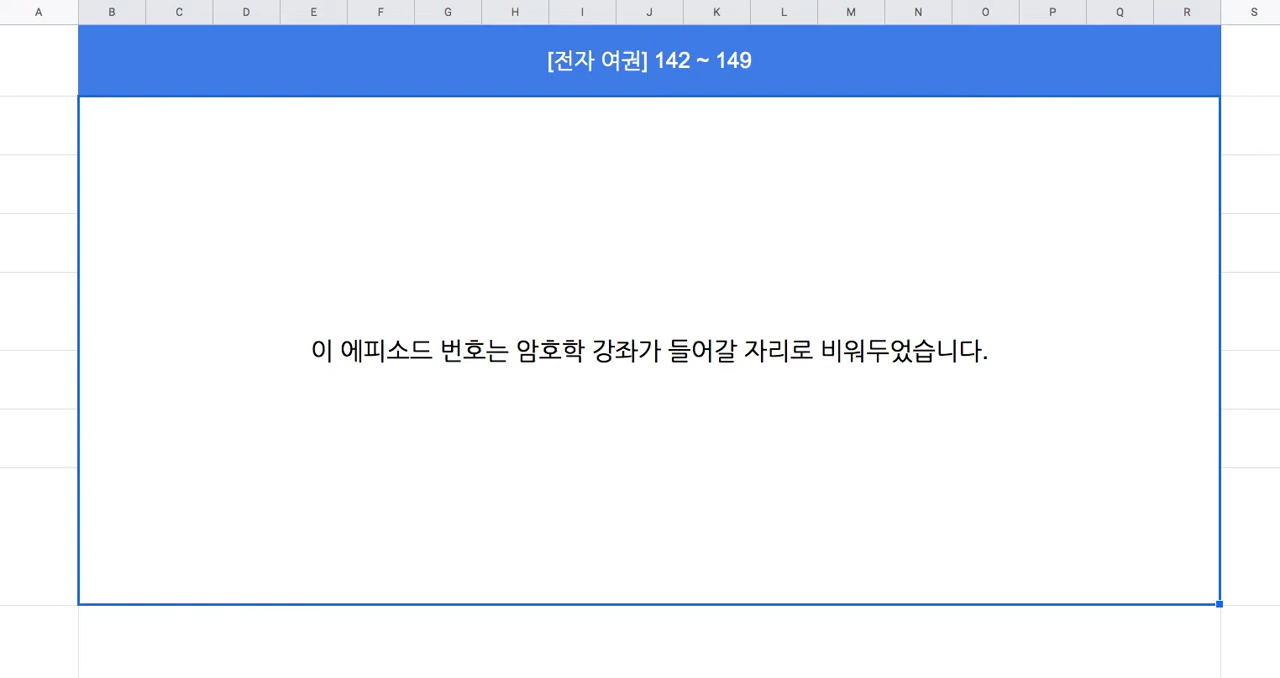 A B C D E F G H I J K L M N O P Q R S
[전자 여권] 142 ~ 149
이 에피소드 번호는 암호학 강좌가 들어갈 자리로 비워두었습니다.